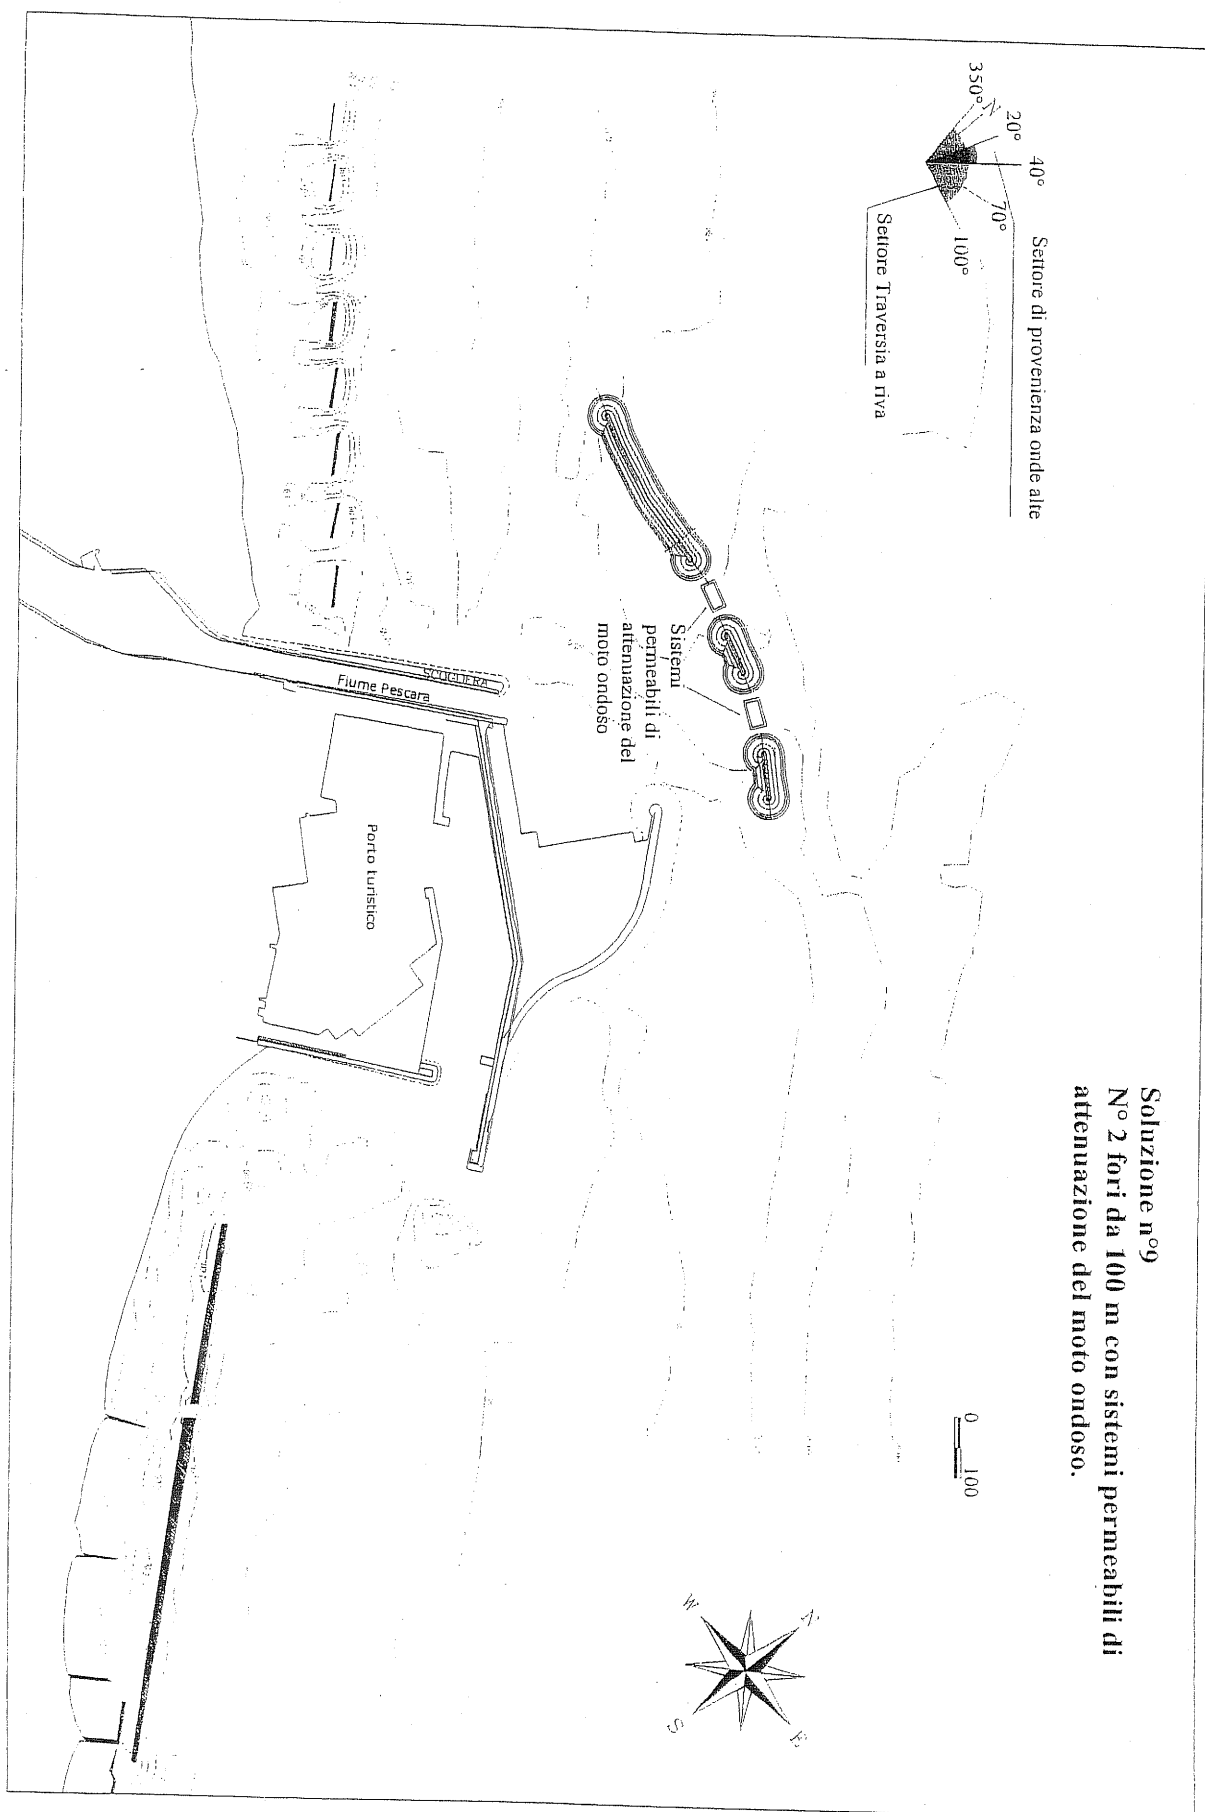 Soluzione n°9
N° 2 fori da 100 m con sistemi permeabili di
attenuazione del moto ondoso.
350°
N
20°
40°
70°
100°
Settore di provenienza onde alte
Settore Traversia a riva
0 100
Sistemi
permeabili di
attenuazione del
moto ondoso
SCOGLIERA
Fiume Pescara
Porto turistico
N
E
S
W